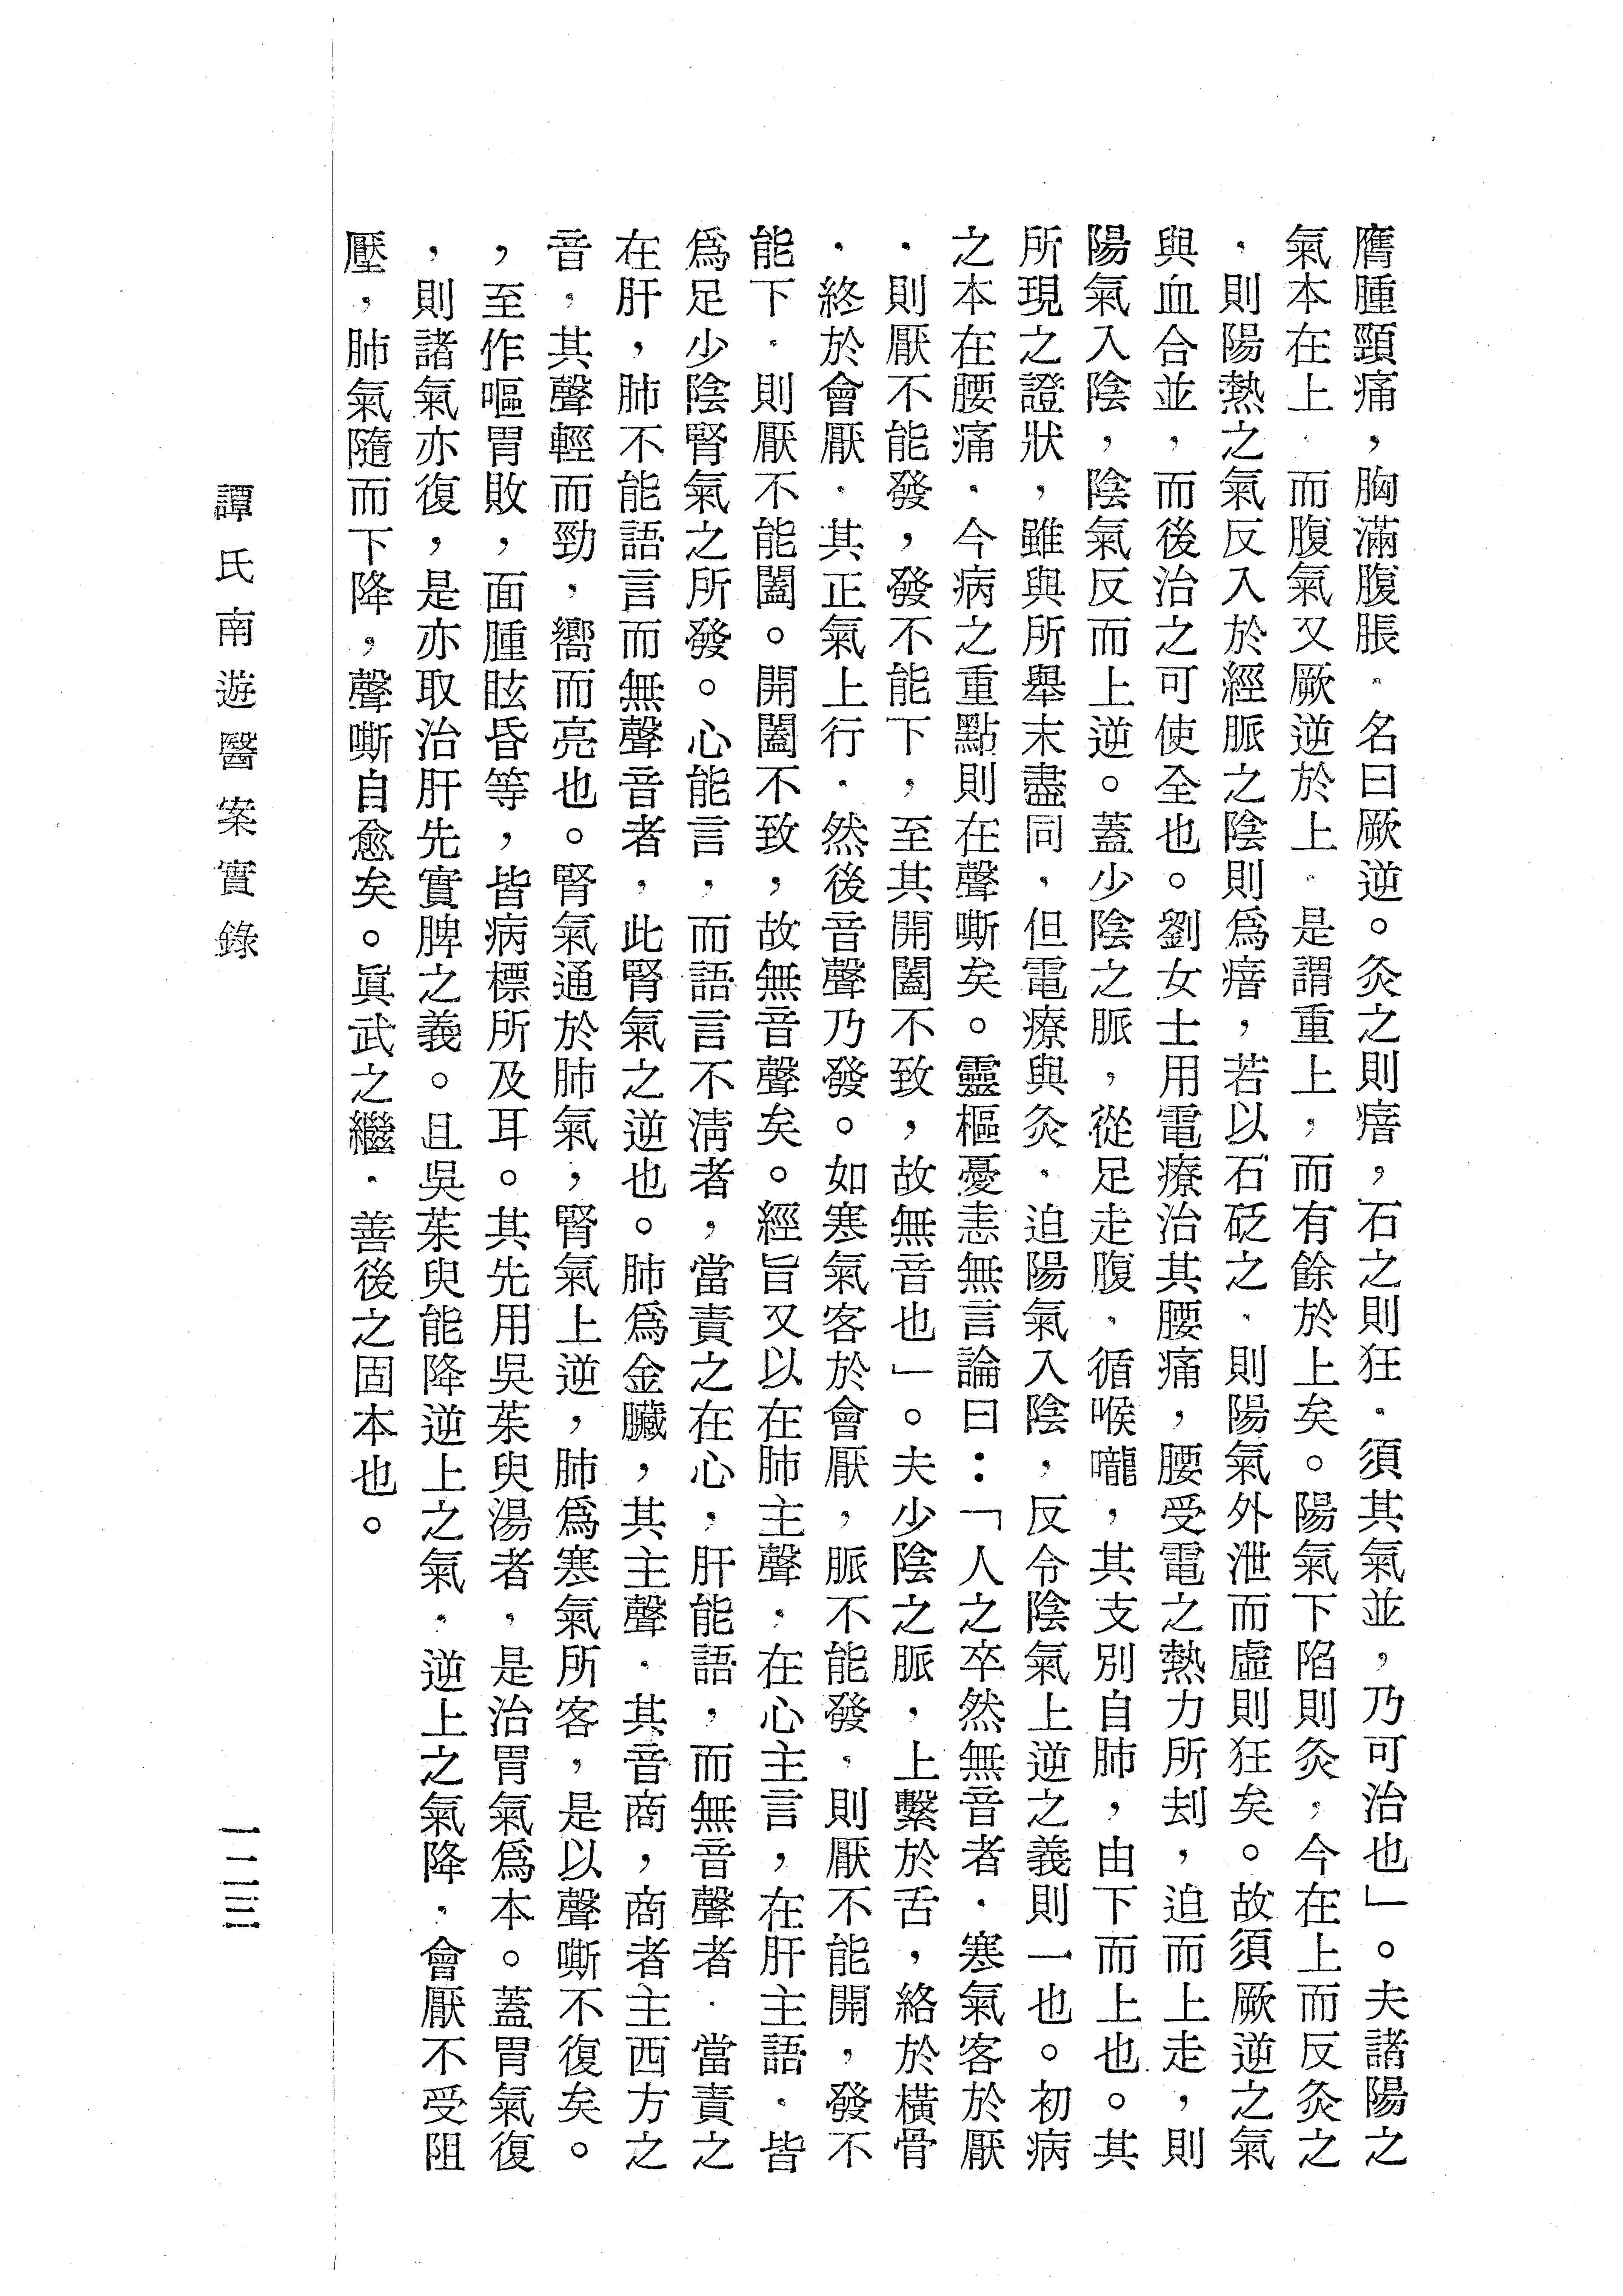 膺腫頸痛，胸滿腹脹．名曰厥逆。灸之則瘖，石之則狂．須其氣並，乃可治也」。夫諸陽之
氣本在上．而腹氣又厥逆於上．是謂重上，而有餘於上矣。陽氣下陷則灸，今在上而反灸之
．則陽熱之氣反入於經脈之陰則爲瘖，若以石砭之．則陽氣外泄而虛則狂矣。故須厥逆之氣
與血合並，而後治之可使全也。劉女士用電療治其腰痛，腰受電之熱力所刦，迫而上走，則
陽氣入陰，陰氣反而上逆。蓋少陰之脈，從足走腹．循喉嚨，其支別自肺，由下而上也。其
所現之證狀，雖與所舉未盡同．但電療與灸．迫陽氣入陰，反令陰氣上逆之義則一也。初病
之本在腰痛．今病之重點則在聲嘶矣。靈樞憂恚無言論曰：「人之卒然無音者．寒氣客於厭
．則厭不能發，發不能下，至其開闔不致，故無音也」。夫少陰之脈，上繫於舌，絡於橫骨
．終於會厭．其正氣上行．然後音聲乃發。如寒氣客於會厭，脈不能發．則厭不能開，發不
能下．則厭不能闔。開闔不致，故無音聲矣。經旨又以在肺主聲．在心主言，在肝主語．皆
爲足少陰腎氣之所發。心能言，而語言不清者，當責之在心，肝能語，而無音聲者．當責之
在肝，肺不能語言而無聲音者，此腎氣之逆也。肺爲金臟，其主聲．其音商，商者主西方之
音，其聲輕而勁，嚮而亮也。腎氣通於肺氣，腎氣上逆，肺爲寒氣所客，是以聲嘶不復矣。
，至作嘔胃敗，面腫眩昏等，皆病標所及耳。其先用吳茱臾湯者，是治胃氣爲本。蓋胃氣復
，則諸氣亦復，是亦取治肝先實脾之義。且吳茱臾能降逆上之氣．逆上之氣降．會厭不受阻
壓，肺氣隨而下降，聲嘶自愈矣。眞武之繼．善後之固本也。
譚氏南遊醫案實錄
一二三